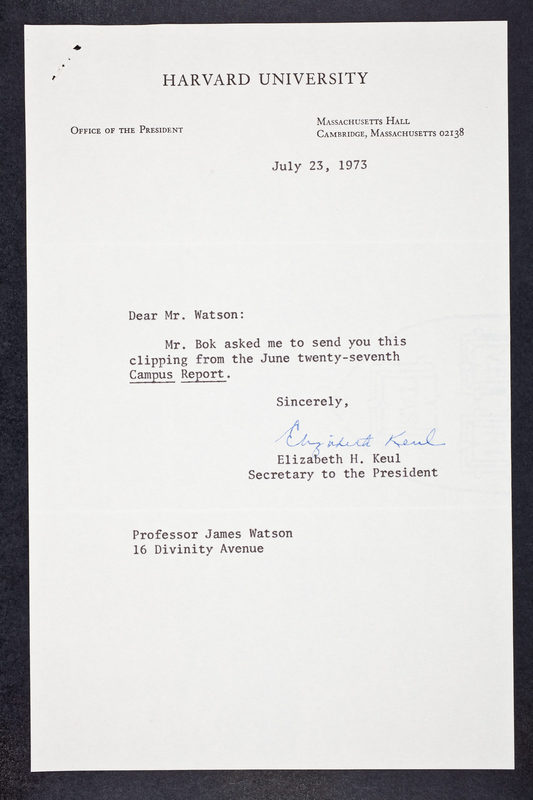 HARVARD UNIVERSITY
OFFICE OF THE PRESIDENT
MASSACHUSETTS HALL
CAMBRIDGE, MASSACHUSETTS 02138
July 23, 1973
Dear Mr. Watson:
Mr. Bok asked me to send you this
clipping from the June twenty-seventh
Campus Report.
Sincerely,
Elizabeth Keul
Elizabeth H. Keul
Secretary to the President
Professor James Watson
16 Divinity Avenue